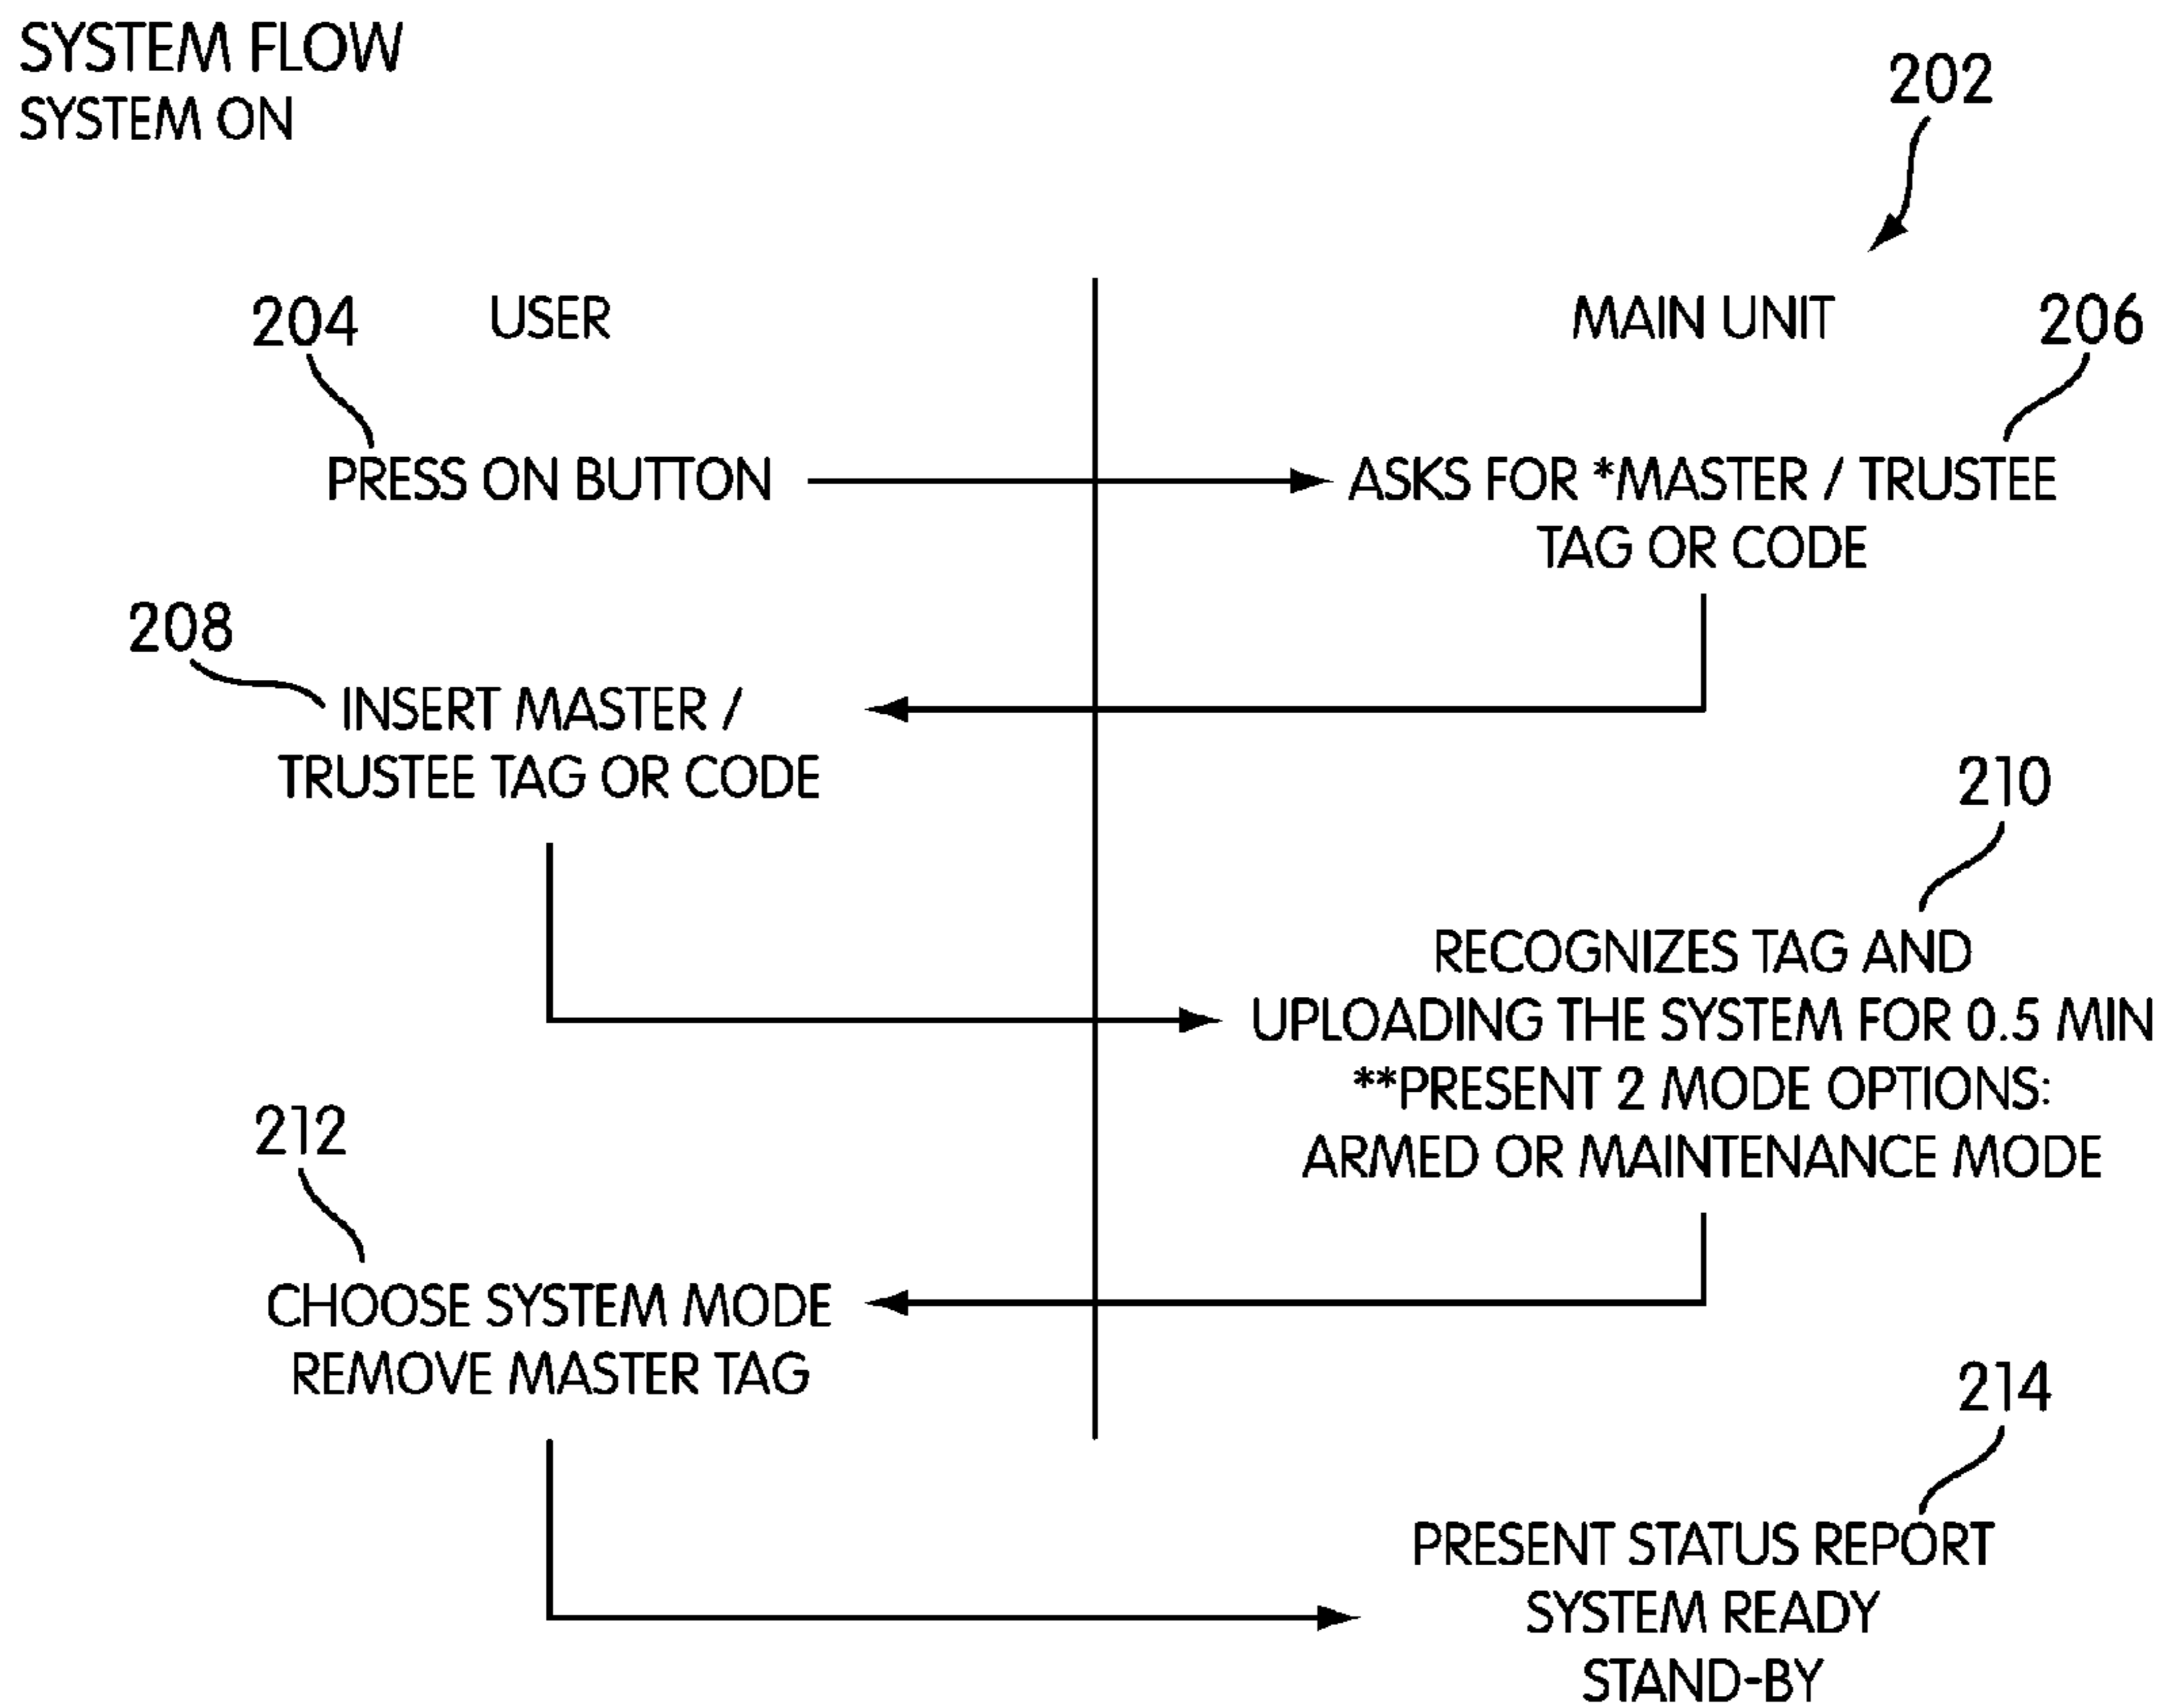 SYSTEM FLOW
SYSTEM ON
202
204
USER
MAIN UNIT
206
PRESS ON BUTTON
ASKS FOR *MASTER / TRUSTEE
TAG OR CODE
208
INSERT MASTER /
TRUSTEE TAG OR CODE
210
RECOGNIZES TAG AND
UPLOADING THE SYSTEM FOR 0.5 MIN
**PRESENT 2 MODE OPTIONS:
ARMED OR MAINTENANCE MODE
212
CHOOSE SYSTEM MODE
REMOVE MASTER TAG
214
PRESENT STATUS REPORT
SYSTEM READY
STAND-BY